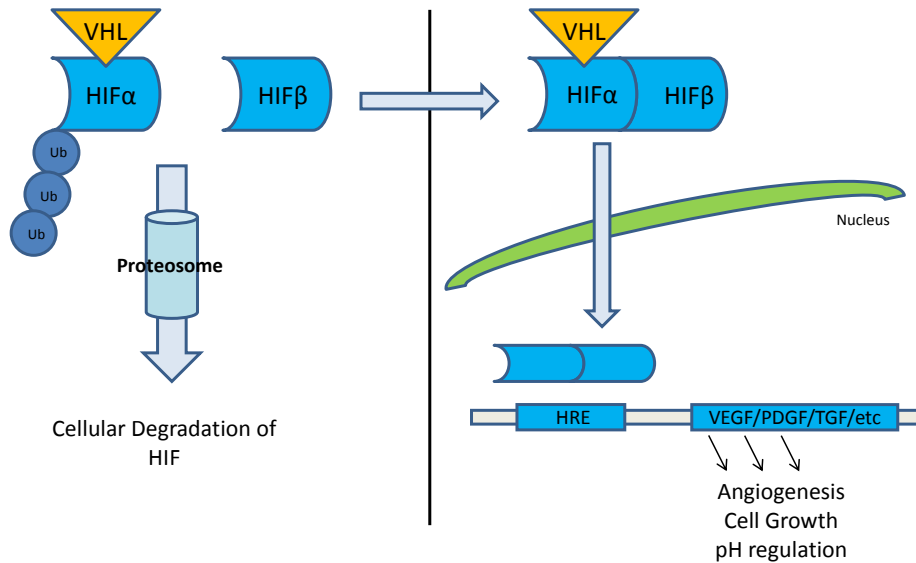 VHL
HIFα
HIFβ
Ub
Ub
Ub
Proteosome
Cellular Degradation of
HIF
VHL
HIFα
HIFβ
Nucleus
HRE
VEGF/PDGF/TGF/etc
Angiogenesis
Cell Growth
pH regulation